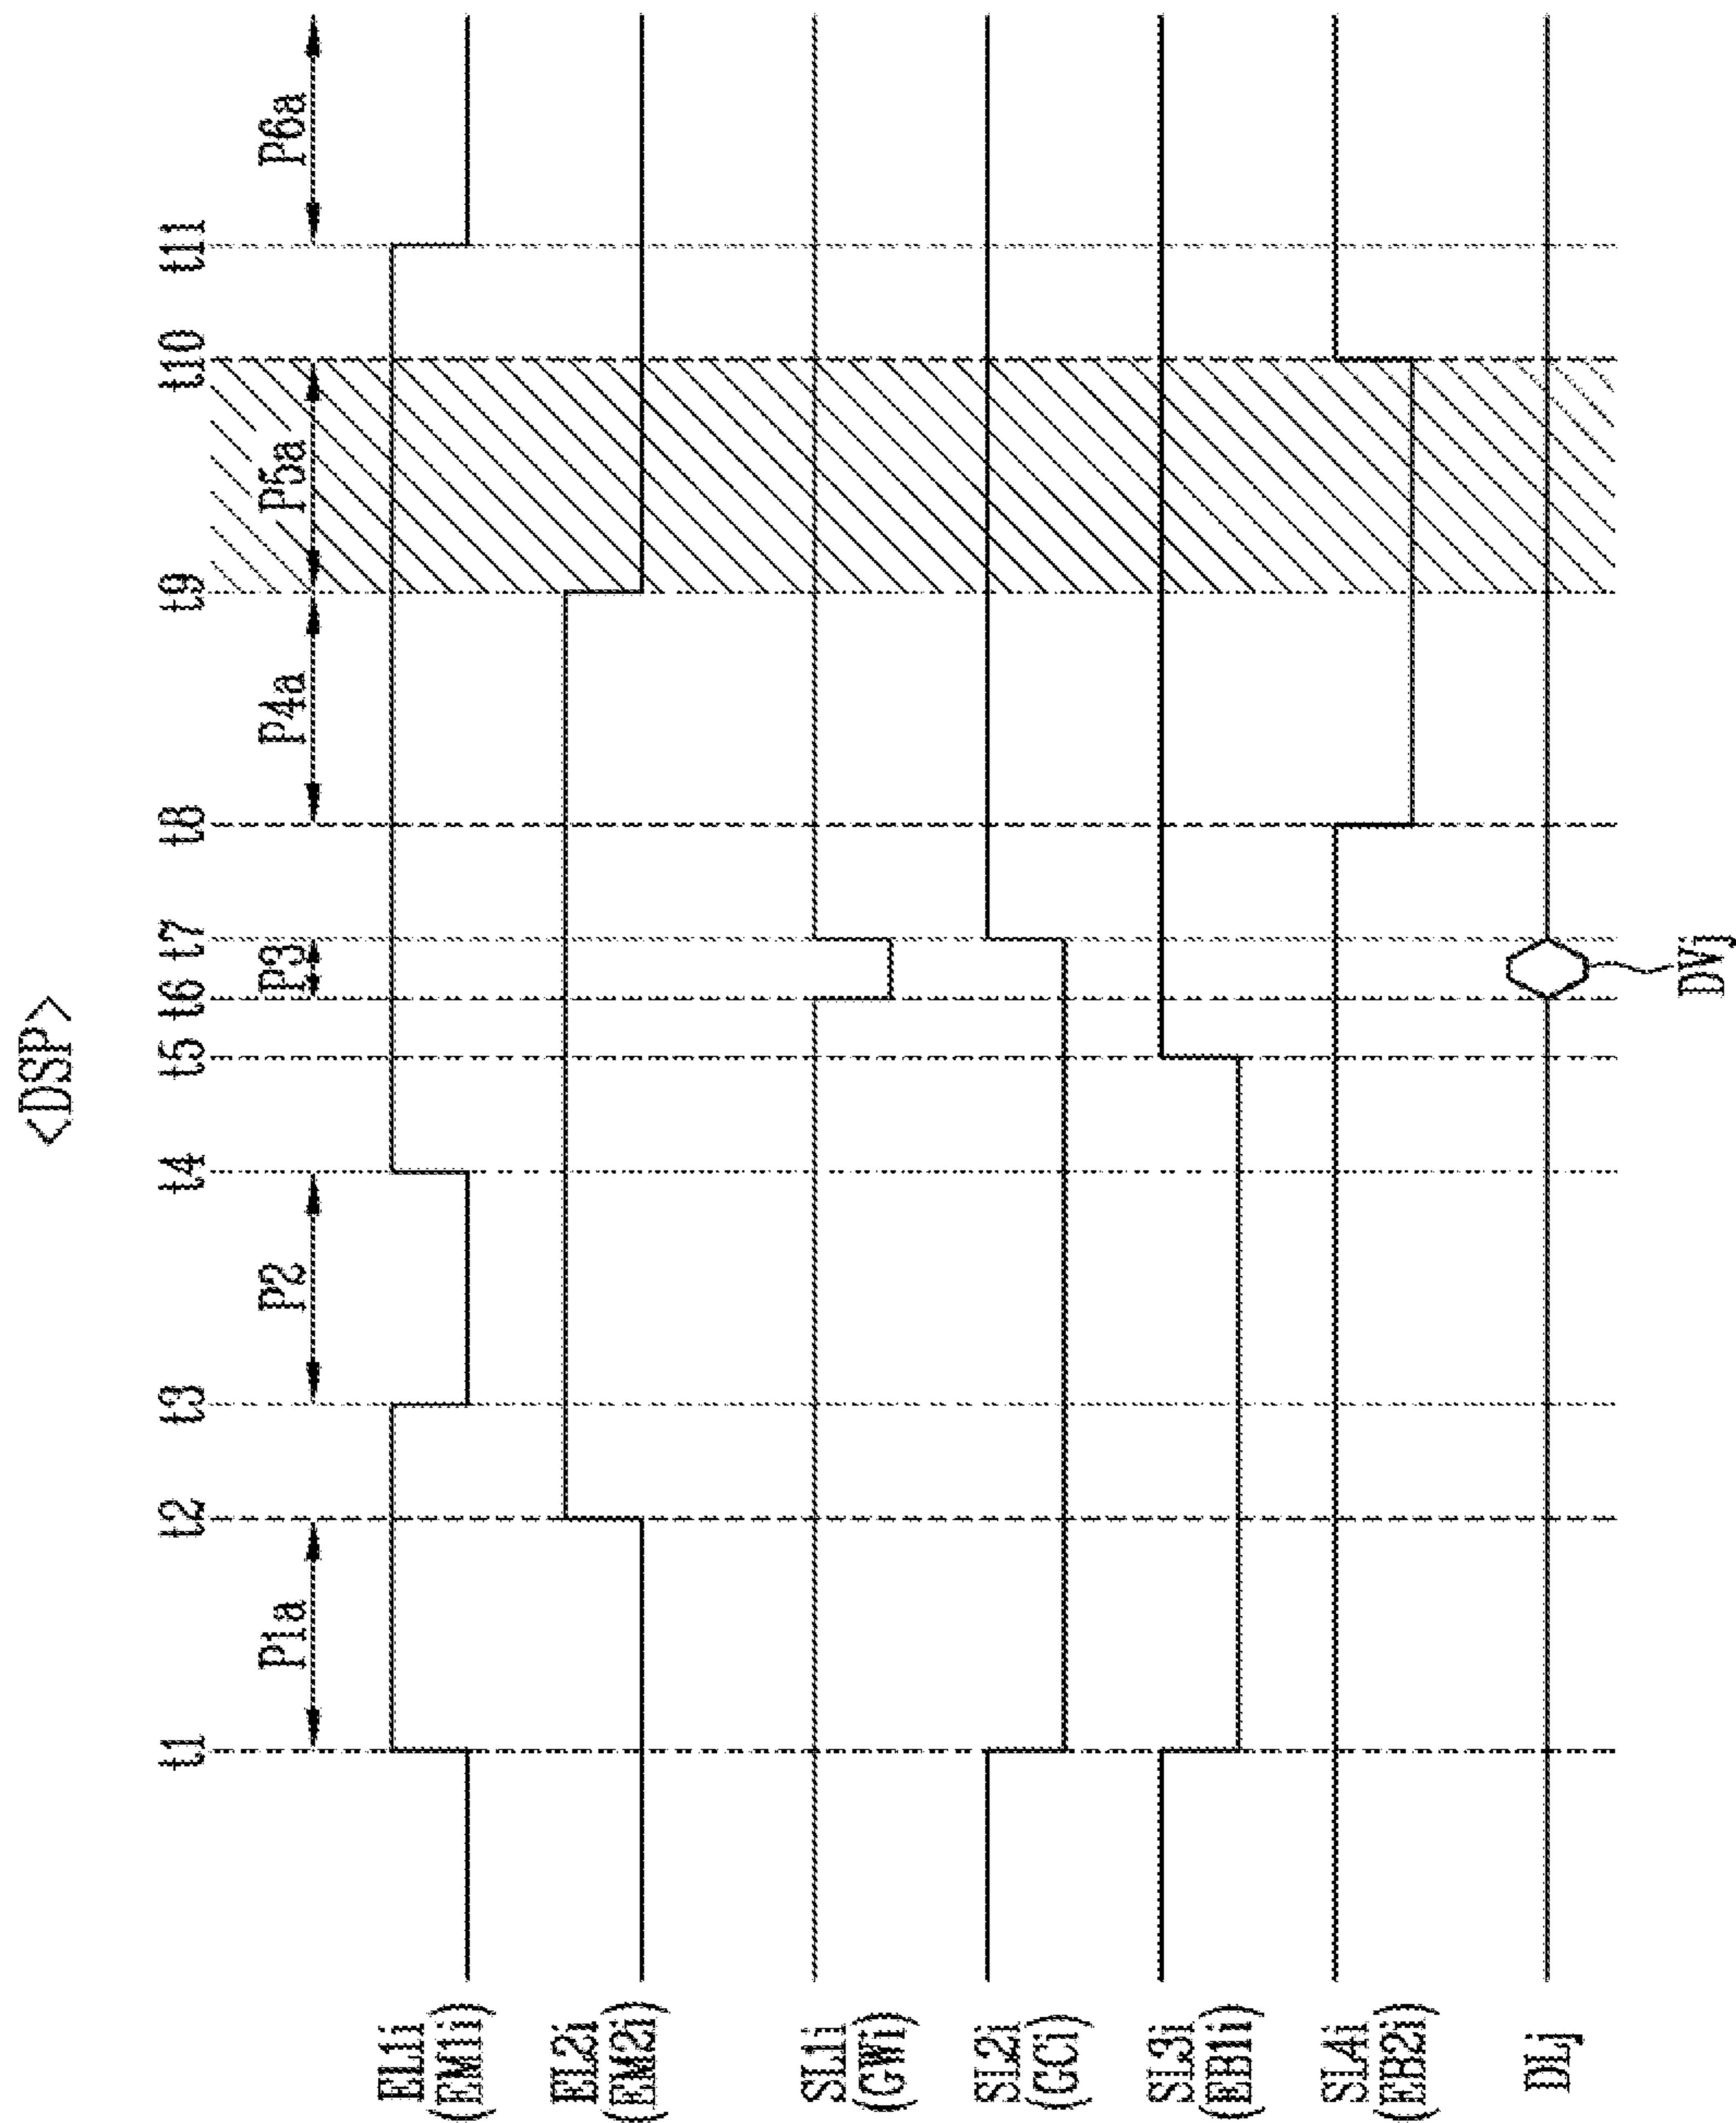 <DSP>
t1
t2
t3
t4
t5
t6
t7
t8
t9
t10
t11
P1a
P2
P3
P4a
P5a
P6a
EL1i
(EM1i)
EL2i
(EM2i)
SL1i
(GWi)
SL2i
(GCi)
SL3i
(EB1i)
SL4i
(EB2i)
DLj
DVj